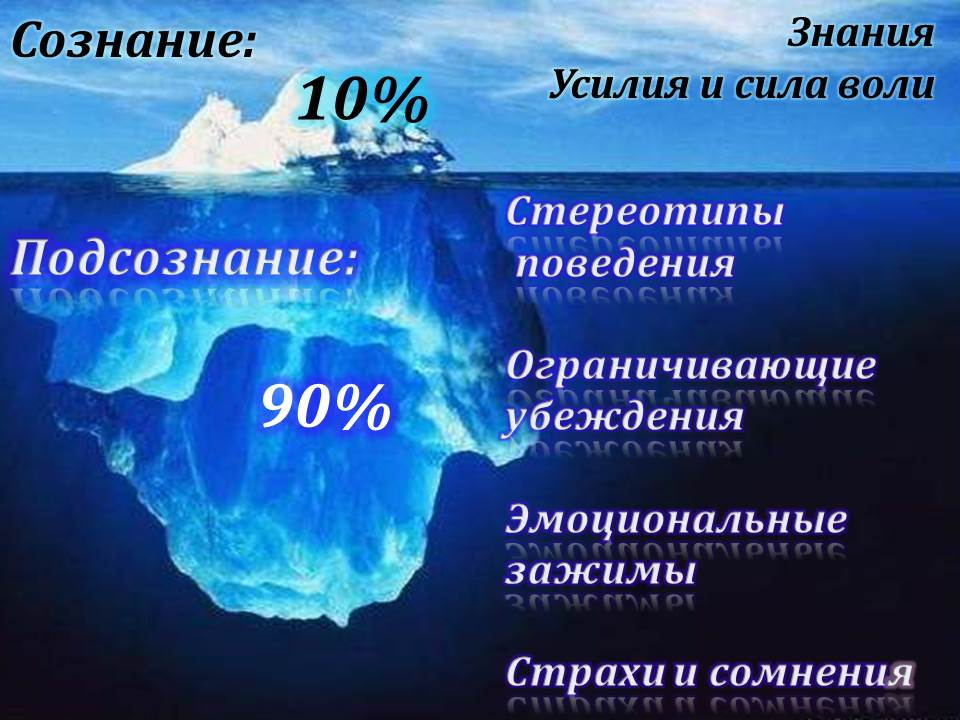 Сознание:
10%
Знания
Усилия и сила воли
Подсознание:
90%
Стереотипы
поведения
Ограничивающие
убеждения
Эмоциональные
зажимы
Страхи и сомнения